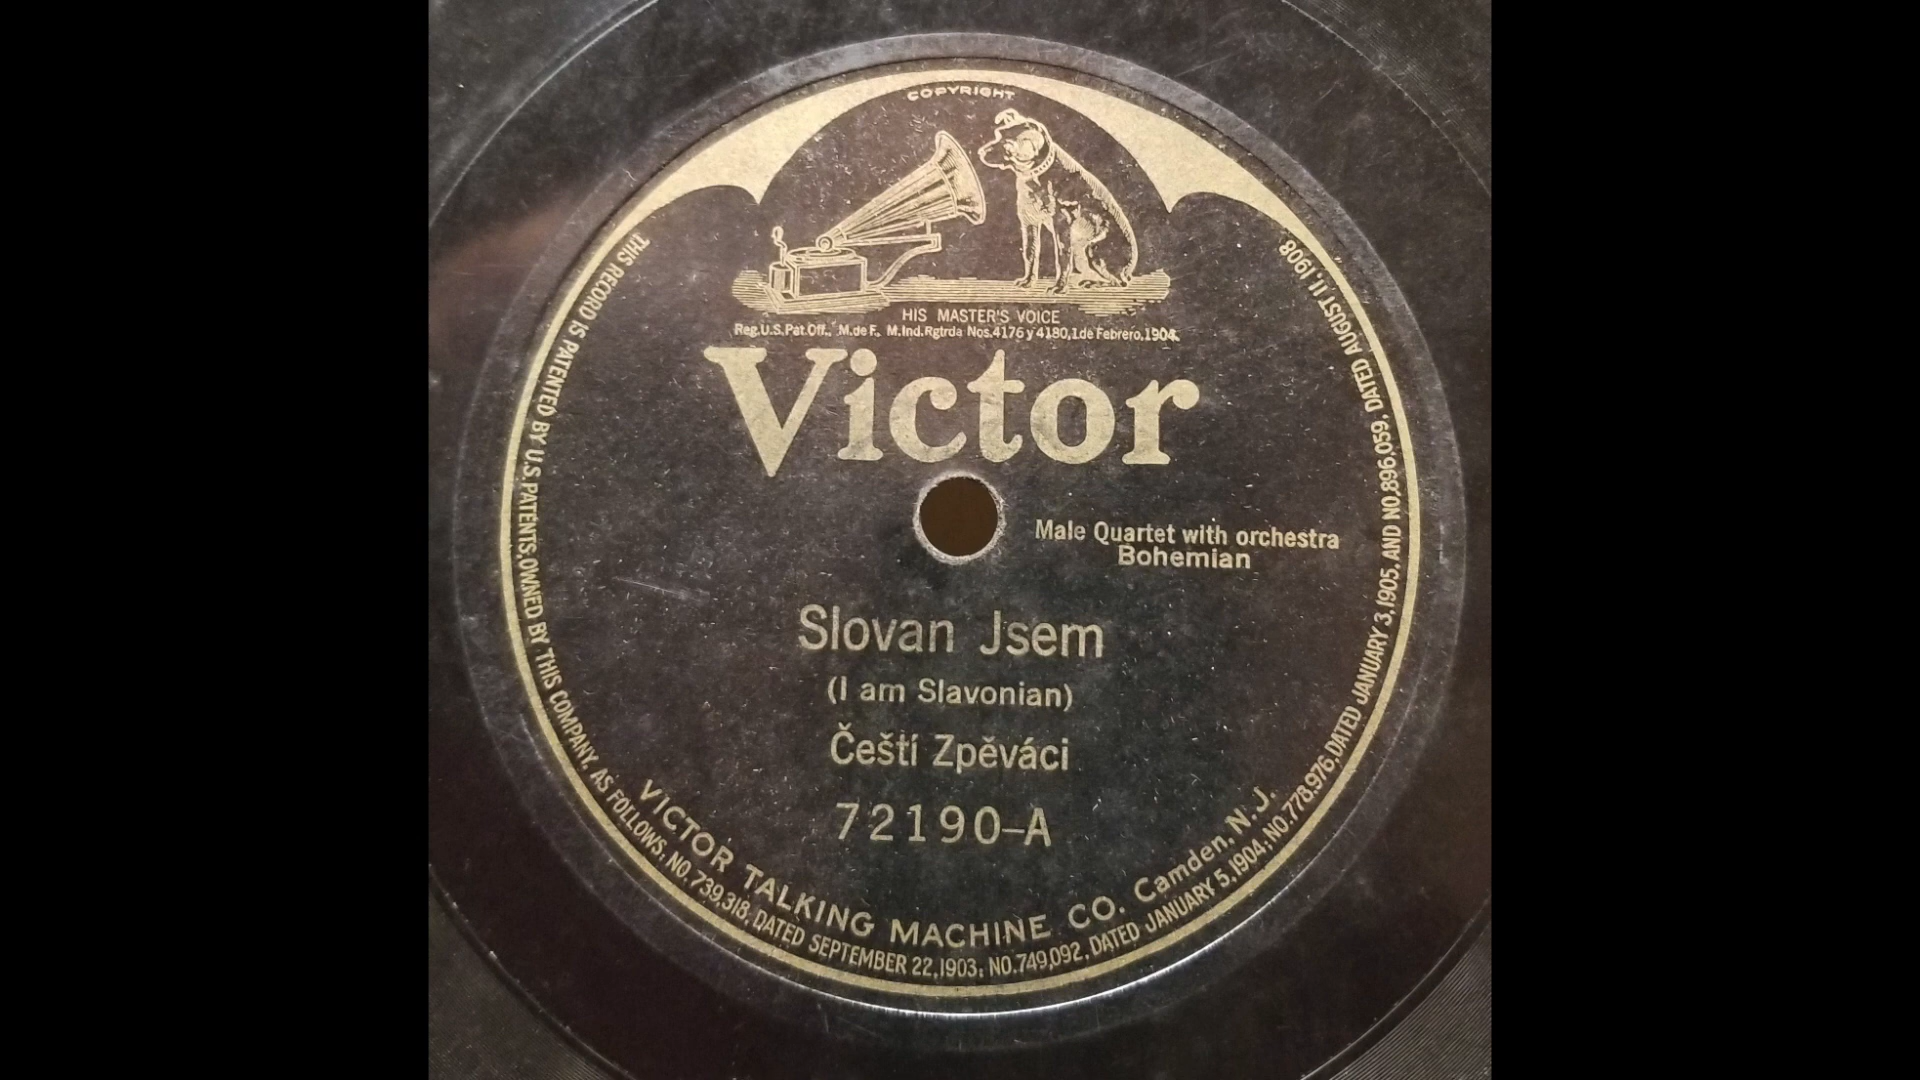 COPYRIGHT
HIS MASTER'S VOICE
Reg.U.S.Pat.Off., M.de F., M.Ind.Rgtrda Nos.4176 y 4180,1.de Febrero,1904.
Victor
Male Quartet with orchestra
Bohemian
Slovan Jsem
(I am Slavonian)
Čeští Zpěváci
72190–A
VICTOR TALKING MACHINE CO. Camden, N. J.
THIS RECORD IS PATENTED BY U.S. PATENTS, OWNED BY THIS COMPANY, AS FOLLOWS: NO.739,318, DATED SEPTEMBER 22,1903; NO.749,092, DATED JANUARY 5,1904; NO.778,976, DATED JANUARY 3,1905, AND NO.896,059, DATED AUGUST 11,1908